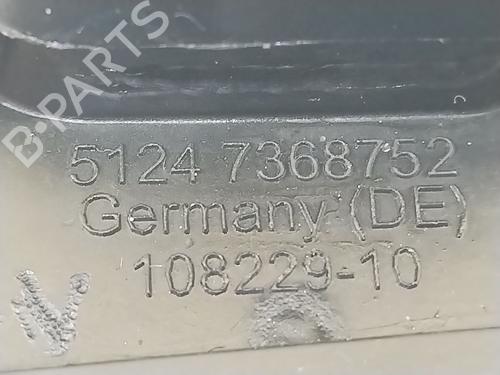 B-PARTS
5124 7368752
Germany (DE)
108229-10
V